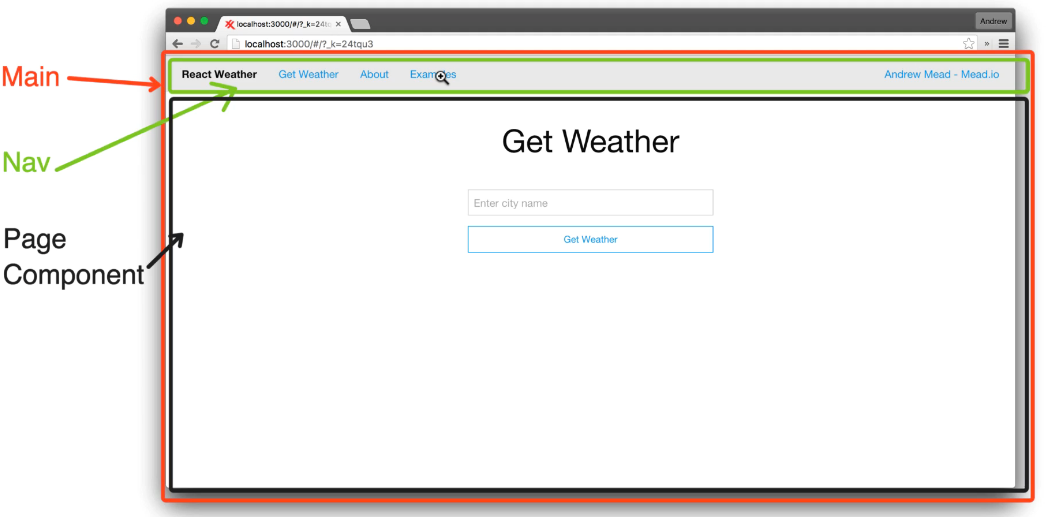 Andrew
localhost:3000/#/?_k=24tq
localhost:3000/#/?_k=24tqu3
Main
React Weather Get Weather About Examples Andrew Mead - Mead.io
Get Weather
Nav
Enter city name
Page
Get Weather
Component